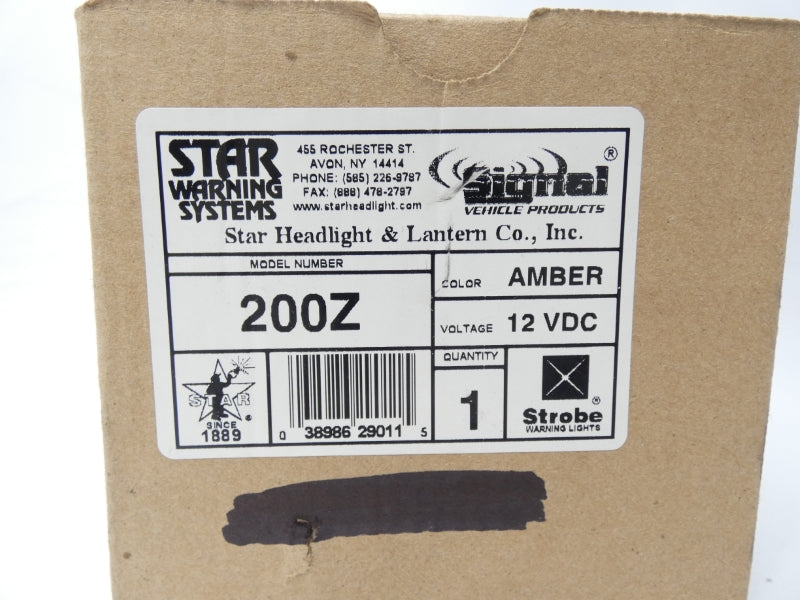 STAR
WARNING
SYSTEMS
455 ROCHESTER ST.
AVON, NY 14414
PHONE: (585) 226-9787
FAX: (888) 478-2797
www.starheadlight.com
Signal ®
VEHICLE PRODUCTS
Star Headlight & Lantern Co., Inc.
MODEL NUMBER
200Z
COLOR AMBER
VOLTAGE 12 VDC
STAR ®
SINCE
1889
0 38986 29011 5
QUANTITY
1
®
Strobe
WARNING LIGHTS